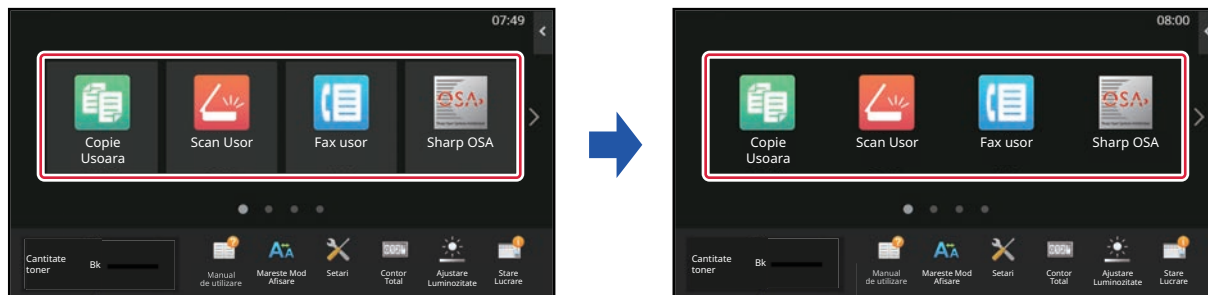 07:49
Copie
Usoara
Scan Usor
Fax usor
OSA
Sharp OSA
Cantitate
toner
Bk
Manual
de utilizare
Mareste Mod
Afisare
Setari
Contor
Total
Ajustare
Luminozitate
Stare
Lucrare
08:00
Copie
Usoara
Scan Usor
Fax usor
OSA
Sharp OSA
Cantitate
toner
Bk
Manual
de utilizare
Mareste Mod
Afisare
Setari
Contor
Total
Ajustare
Luminozitate
Stare
Lucrare